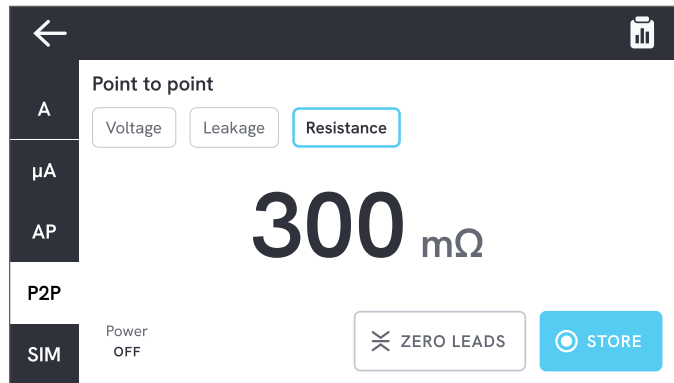 Point to point
Voltage Leakage Resistance
A
µA
AP
P2P
SIM
300 mΩ
Power
OFF
ZERO LEADS
STORE